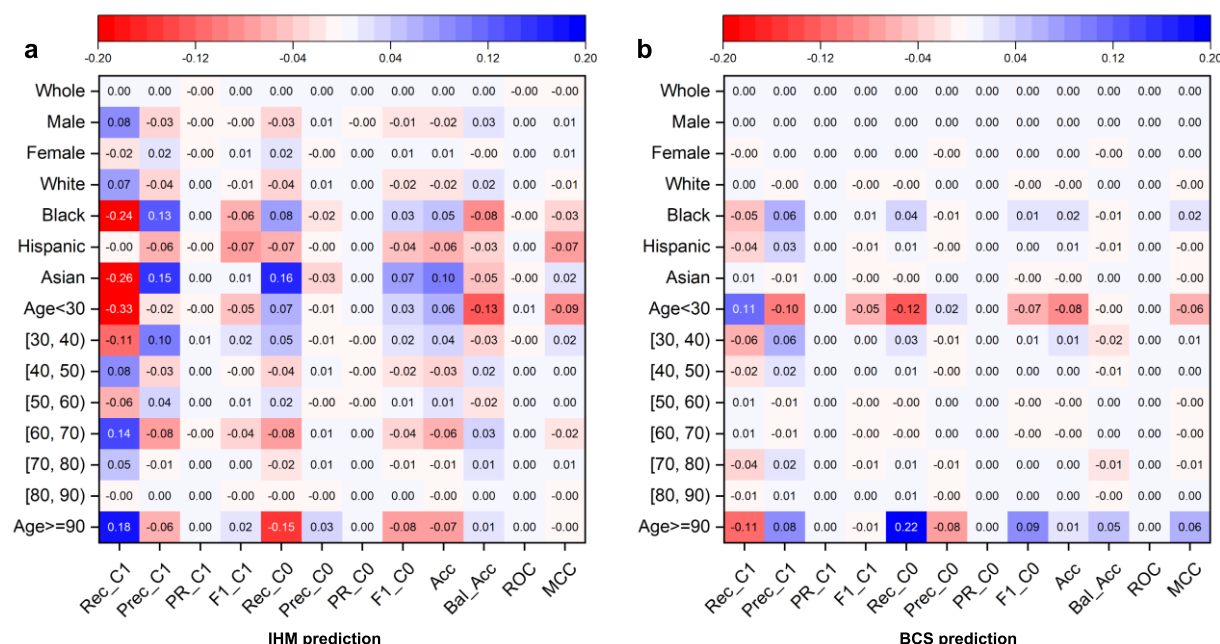 a
-0.20 -0.12 -0.04 0.04 0.12 0.20
Whole 0.00 0.00 -0.00 0.00 0.00 0.00 0.00 0.00 0.00 0.00 -0.00 -0.00
Male 0.08 -0.03 -0.00 -0.00 -0.03 0.01 -0.00 -0.01 -0.02 0.03 0.00 0.01
Female -0.02 0.02 -0.00 0.01 0.02 -0.00 0.00 0.01 0.01 -0.00 0.00 0.01
White 0.07 -0.04 0.00 -0.01 -0.04 0.01 0.00 -0.02 -0.02 0.02 0.00 -0.01
Black -0.24 0.13 0.00 -0.06 0.08 -0.02 0.00 0.03 0.05 -0.08 -0.00 -0.03
Hispanic -0.00 -0.06 -0.00 -0.07 -0.07 -0.00 0.00 -0.04 -0.06 -0.03 0.00 -0.07
Asian -0.26 0.15 0.00 0.01 0.16 -0.03 0.00 0.07 0.10 -0.05 -0.00 0.02
Age<30 -0.33 -0.02 -0.00 -0.05 0.07 -0.01 0.00 0.03 0.06 -0.13 0.01 -0.09
[30, 40) -0.11 0.10 0.01 0.02 0.05 -0.01 -0.00 0.02 0.04 -0.03 -0.00 0.02
[40, 50) 0.08 -0.03 0.00 -0.00 -0.04 0.01 0.00 -0.02 -0.03 0.02 0.00 0.00
[50, 60) -0.06 0.04 0.00 0.01 0.02 -0.00 -0.00 0.01 0.01 -0.02 0.00 0.00
[60, 70) 0.14 -0.08 -0.00 -0.04 -0.08 0.01 0.00 -0.04 -0.06 0.03 0.00 -0.02
[70, 80) 0.05 -0.01 0.00 0.00 -0.02 0.01 0.00 -0.01 -0.01 0.01 0.00 0.01
[80, 90) -0.00 0.00 0.00 -0.00 -0.00 -0.00 0.00 0.00 -0.00 0.00 0.00 -0.00
Age>=90 0.18 -0.06 0.00 0.02 -0.15 0.03 0.00 -0.08 -0.07 0.01 0.00 -0.00
Rec_C1 Prec_C1 PR_C1 F1_C1 Rec_C0 Prec_C0 PR_C0 F1_C0 Acc Bal_Acc ROC MCC
IHM prediction
b
-0.20 -0.12 -0.04 0.04 0.12 0.20
Whole 0.00 0.00 0.00 0.00 0.00 0.00 0.00 0.00 0.00 0.00 0.00 0.00
Male 0.00 0.00 0.00 0.00 0.00 0.00 0.00 0.00 0.00 0.00 0.00 0.00
Female -0.00 0.00 0.00 0.00 0.00 -0.00 0.00 0.00 0.00 -0.00 0.00 0.00
White 0.00 -0.00 0.00 -0.00 -0.00 0.00 0.00 -0.00 -0.00 0.00 0.00 -0.00
Black -0.05 0.06 0.00 0.01 0.04 -0.01 0.00 0.01 0.02 -0.01 0.00 0.02
Hispanic -0.04 0.03 0.00 -0.01 0.01 -0.00 0.00 0.00 0.01 -0.01 0.00 -0.00
Asian 0.01 -0.01 0.00 -0.00 -0.00 0.00 0.00 -0.00 -0.00 0.00 0.00 0.00
Age<30 0.11 -0.10 0.00 -0.05 -0.12 0.02 0.00 -0.07 -0.08 -0.00 0.00 -0.06
[30, 40) -0.06 0.06 0.00 -0.00 0.03 -0.01 0.00 0.01 0.01 -0.02 0.00 0.01
[40, 50) -0.02 0.02 0.00 -0.00 0.01 -0.00 0.00 0.00 0.00 -0.01 0.00 0.00
[50, 60) 0.01 -0.01 0.00 -0.00 -0.00 0.00 0.00 -0.00 -0.00 0.00 0.00 -0.00
[60, 70) 0.01 -0.01 0.00 -0.00 -0.00 0.00 0.00 -0.00 -0.00 0.00 0.00 -0.00
[70, 80) -0.04 0.02 0.00 -0.01 0.01 -0.00 0.00 0.00 0.00 -0.01 0.00 -0.01
[80, 90) -0.01 0.01 0.00 -0.00 0.01 -0.00 0.00 0.00 0.00 -0.00 0.00 0.00
Age>=90 -0.11 0.08 0.00 -0.01 0.22 -0.08 0.00 0.09 0.01 0.05 0.00 0.06
Rec_C1 Prec_C1 PR_C1 F1_C1 Rec_C0 Prec_C0 PR_C0 F1_C0 Acc Bal_Acc ROC MCC
BCS prediction